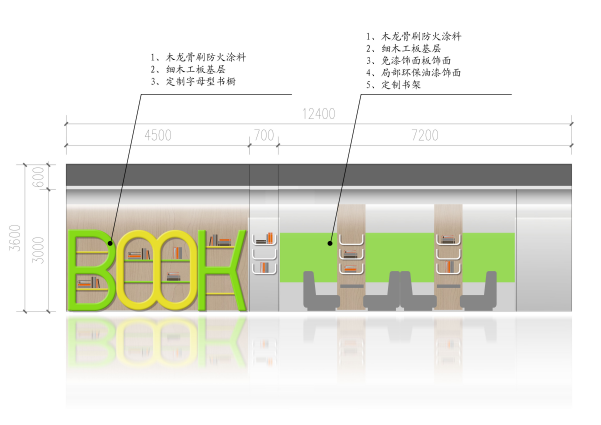 1、木龙骨刷防火涂料
2、细木工板基层
3、定制字母型书橱
1、木龙骨刷防火涂料
2、细木工板基层
3、免漆饰面板饰面
4、局部环保油漆饰面
5、定制书架
12400
4500
700
7200
600
3600
3000
BOOK